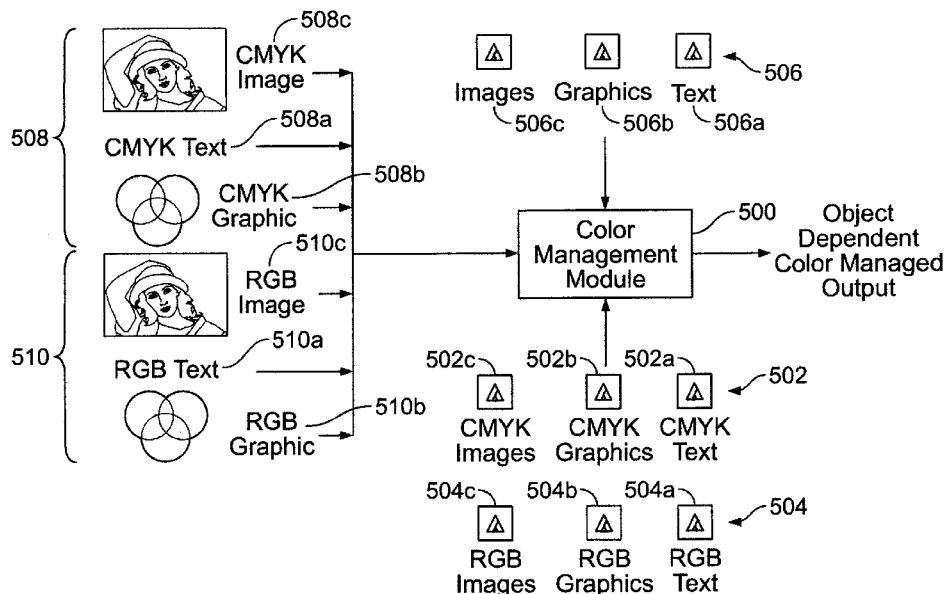 508
508c
CMYK
Image
508a
CMYK Text
508b
CMYK
Graphic
510
510c
RGB
Image
510a
RGB Text
510b
RGB
Graphic
506
Images
Graphics
Text
506c
506b
506a
500
Color
Management
Module
Object
Dependent
Color Managed
Output
502c
502b
502a
502
CMYK
Images
CMYK
Graphics
CMYK
Text
504c
504b
504a
504
RGB
Images
RGB
Graphics
RGB
Text